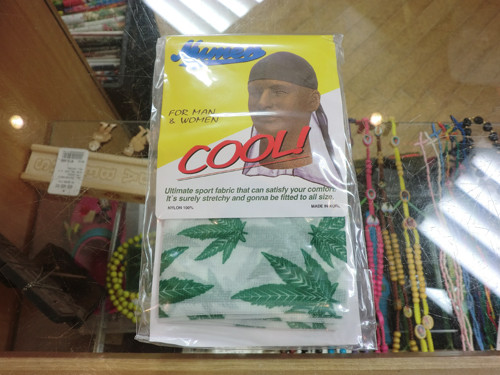 FOR MAN
& WOMEN
COOL!
Ultimate sport fabric that can satisfy your comfort.
It's surely stretchy and gonna be fitted to all size.
NYLON 100% MADE IN